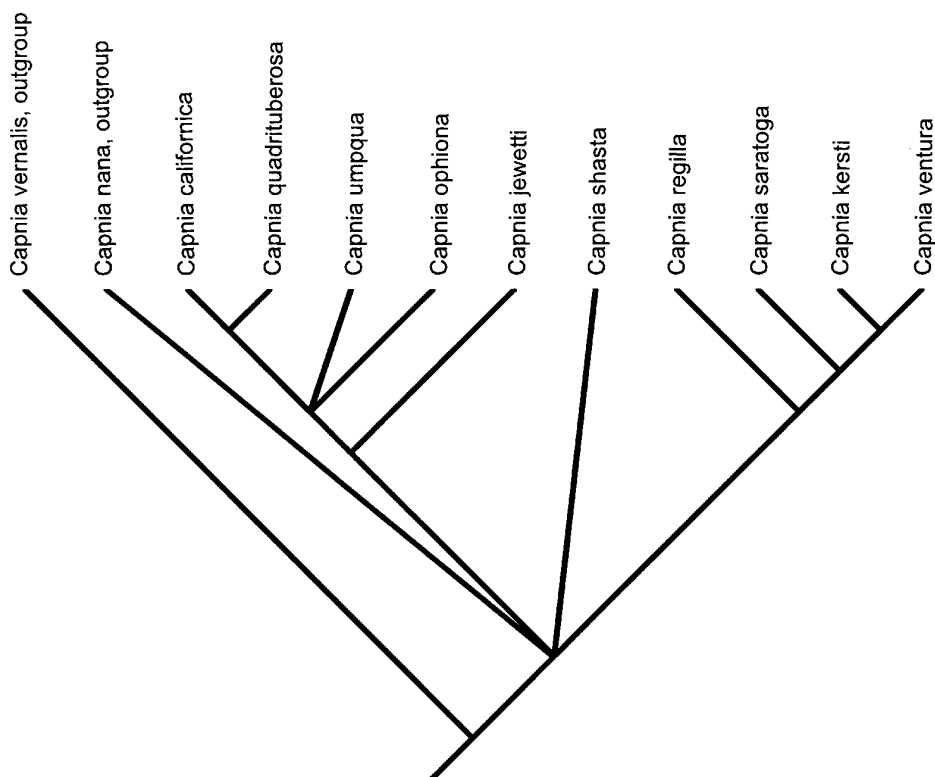 Capnia vernalis, outgroup
Capnia nana, outgroup
Capnia californica
Capnia quadrituberosa
Capnia umpqua
Capnia ophiona
Capnia jewetti
Capnia shasta
Capnia regilla
Capnia saratoga
Capnia kersti
Capnia ventura